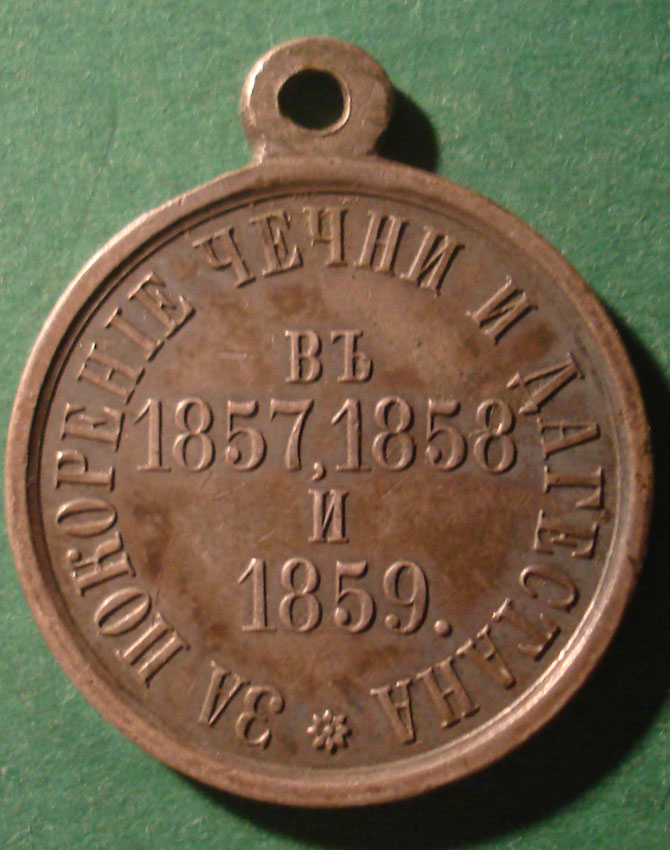 ЗА ПОКОРЕНІЕ ЧЕЧНИ И ДАГЕСТАНА
ВЪ
1857, 1858
И
1859.